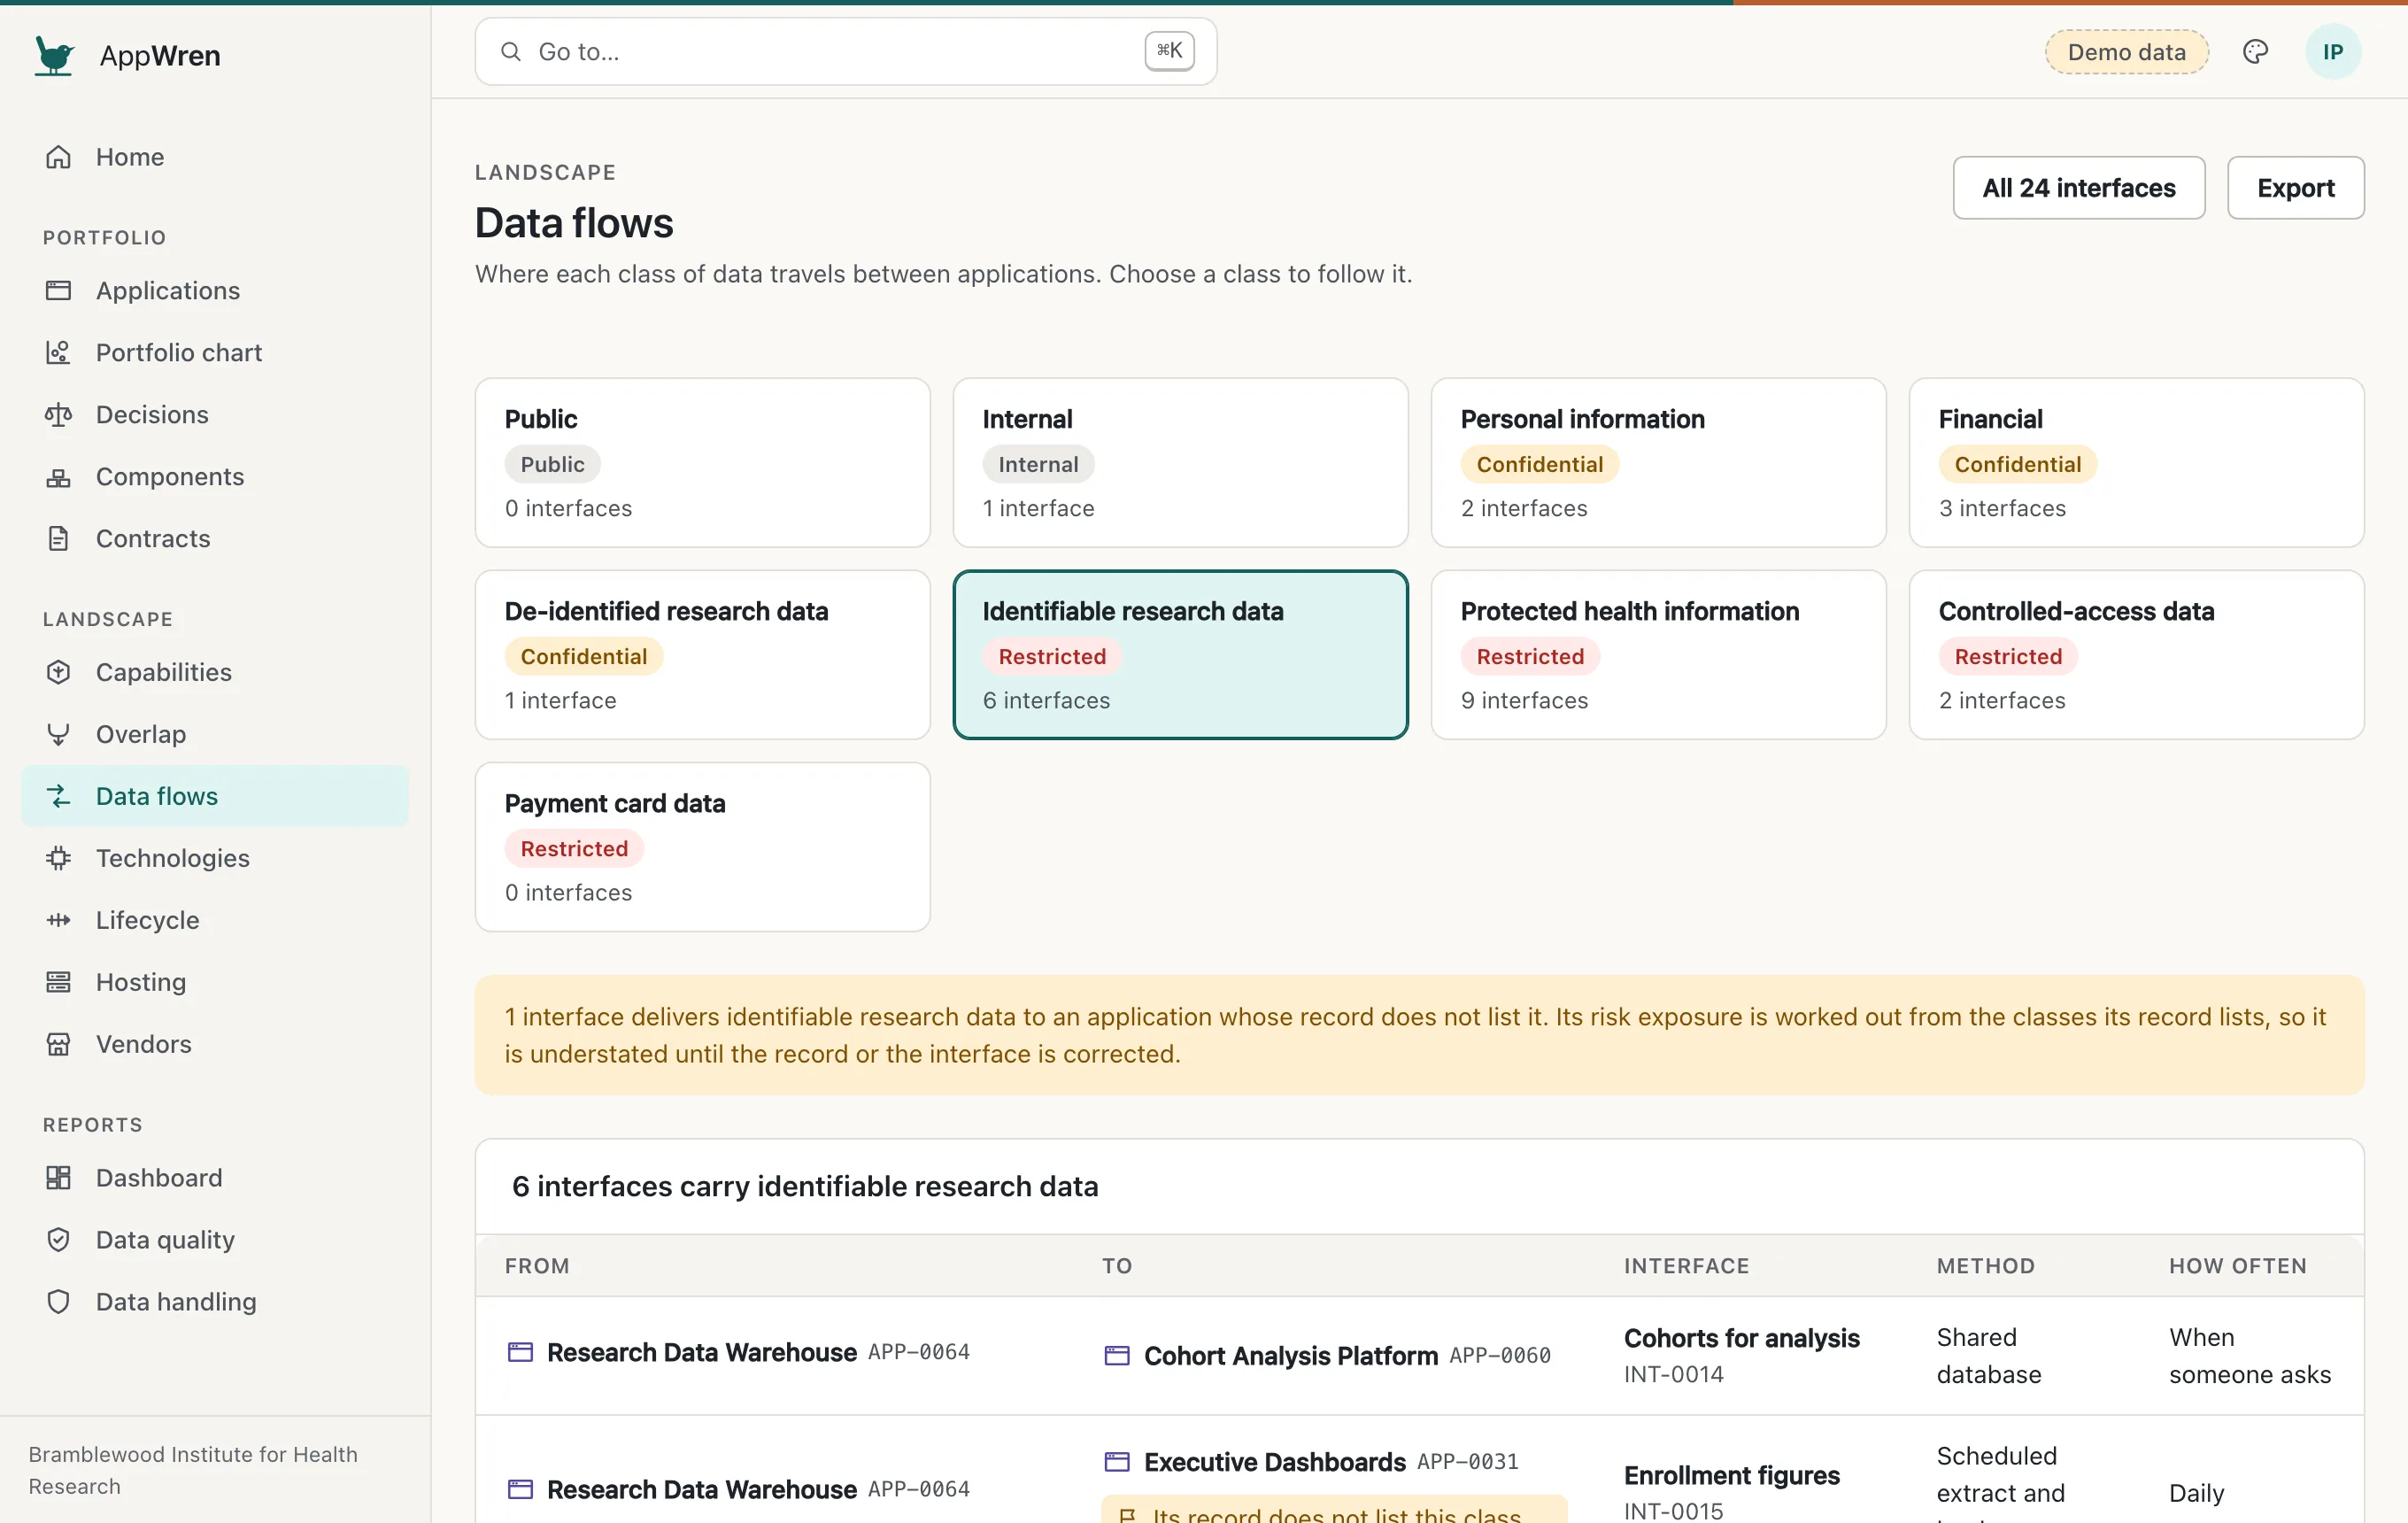 AppWren
Go to...
⌘K
Demo data
IP
Home
PORTFOLIO
Applications
Portfolio chart
Decisions
Components
Contracts
LANDSCAPE
Capabilities
Overlap
Data flows
Technologies
Lifecycle
Hosting
Vendors
REPORTS
Dashboard
Data quality
Data handling
Bramblewood Institute for Health
Research
LANDSCAPE
Data flows
Where each class of data travels between applications. Choose a class to follow it.
All 24 interfaces
Export
Public
Public
0 interfaces
Internal
Internal
1 interface
Personal information
Confidential
2 interfaces
Financial
Confidential
3 interfaces
De-identified research data
Confidential
1 interface
Identifiable research data
Restricted
6 interfaces
Protected health information
Restricted
9 interfaces
Controlled-access data
Restricted
2 interfaces
Payment card data
Restricted
0 interfaces
1 interface delivers identifiable research data to an application whose record does not list it. Its risk exposure is worked out from the classes its record lists, so it
is understated until the record or the interface is corrected.
6 interfaces carry identifiable research data
FROM TO INTERFACE METHOD HOW OFTEN
Research Data Warehouse APP-0064
Cohort Analysis Platform APP-0060
Cohorts for analysis
INT-0014
Shared
database
When
someone asks
Research Data Warehouse APP-0064
Executive Dashboards APP-0031
Its record does not list this class
Enrollment figures
INT-0015
Scheduled
extract and
Daily